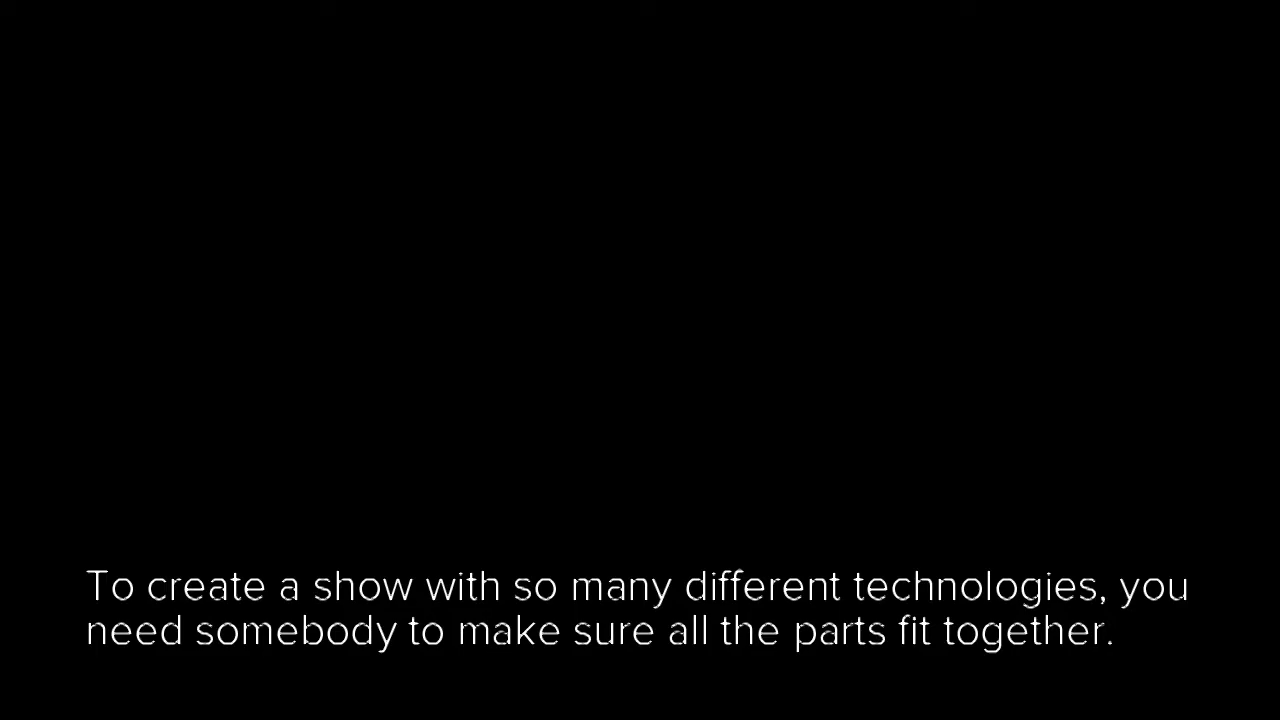 To create a show with so many different technologies, you
need somebody to make sure all the parts fit together.